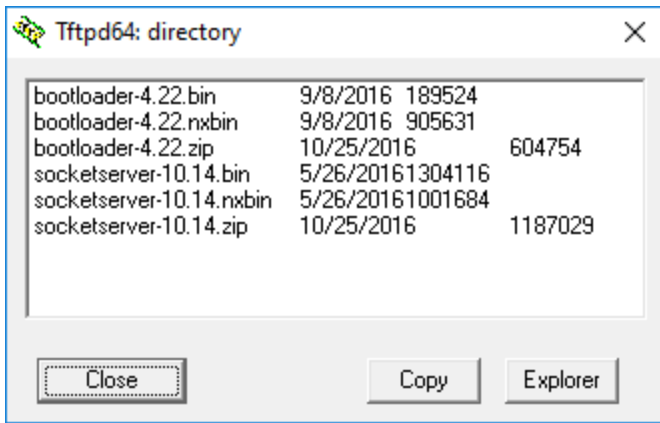 Tftpd64: directory
bootloader-4.22.bin 9/8/2016 189524
bootloader-4.22.nxbin 9/8/2016 905631
bootloader-4.22.zip 10/25/2016 604754
socketserver-10.14.bin 5/26/20161304116
socketserver-10.14.nxbin 5/26/20161001684
socketserver-10.14.zip 10/25/2016 1187029
Close Copy Explorer